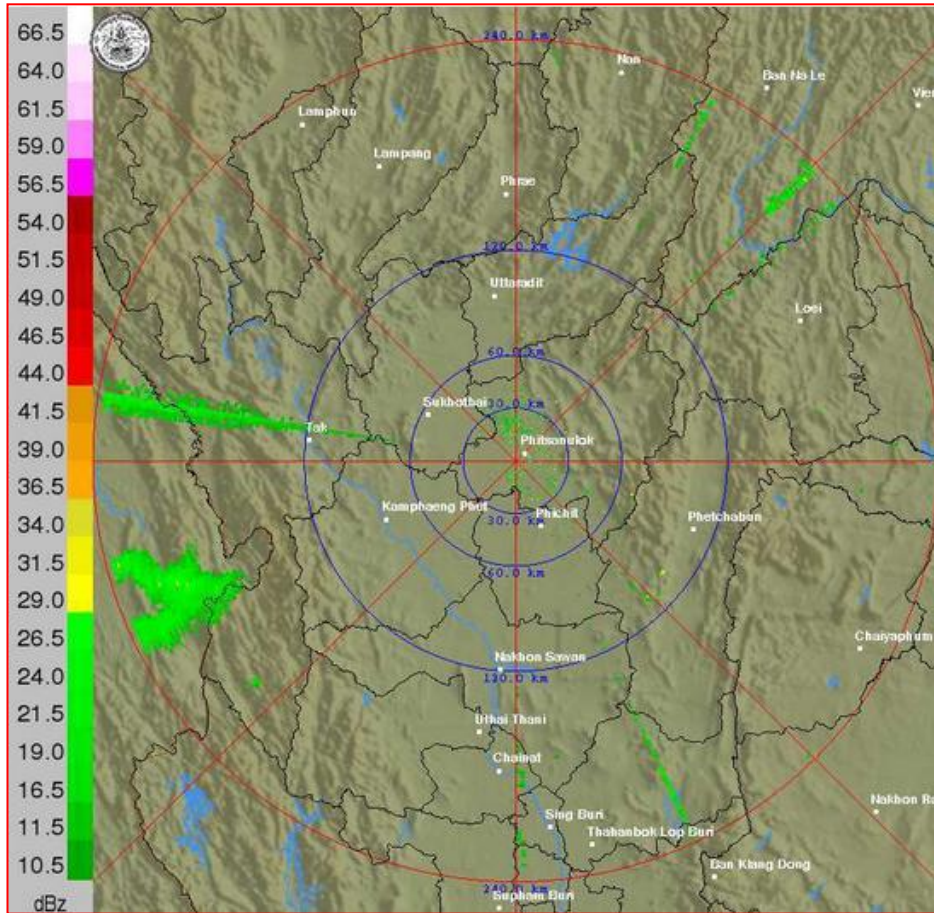 66.5
64.0
61.5
59.0
56.5
54.0
51.5
49.0
46.5
44.0
41.5
39.0
36.5
34.0
31.5
29.0
26.5
24.0
21.5
19.0
16.5
11.5
10.5
dBz
240.0 km
Nan
Ban Na Le
Lamphun
Lampang
Phrae
120.0 km
Uttaradit
Loei
60.0 km
30.0 km
Sukhothai
Tak
Phitsanulok
Kamphaeng Phet
30.0 km
Phichit
Phetchabun
60.0 km
Chaiyaphum
Nakhon Sawan
120.0 km
Uthai Thani
Chainat
Sing Buri
Thahanbok Lop Buri
Nakhon Ra
Ban Klang Dong
240.0 km
Suphan Buri